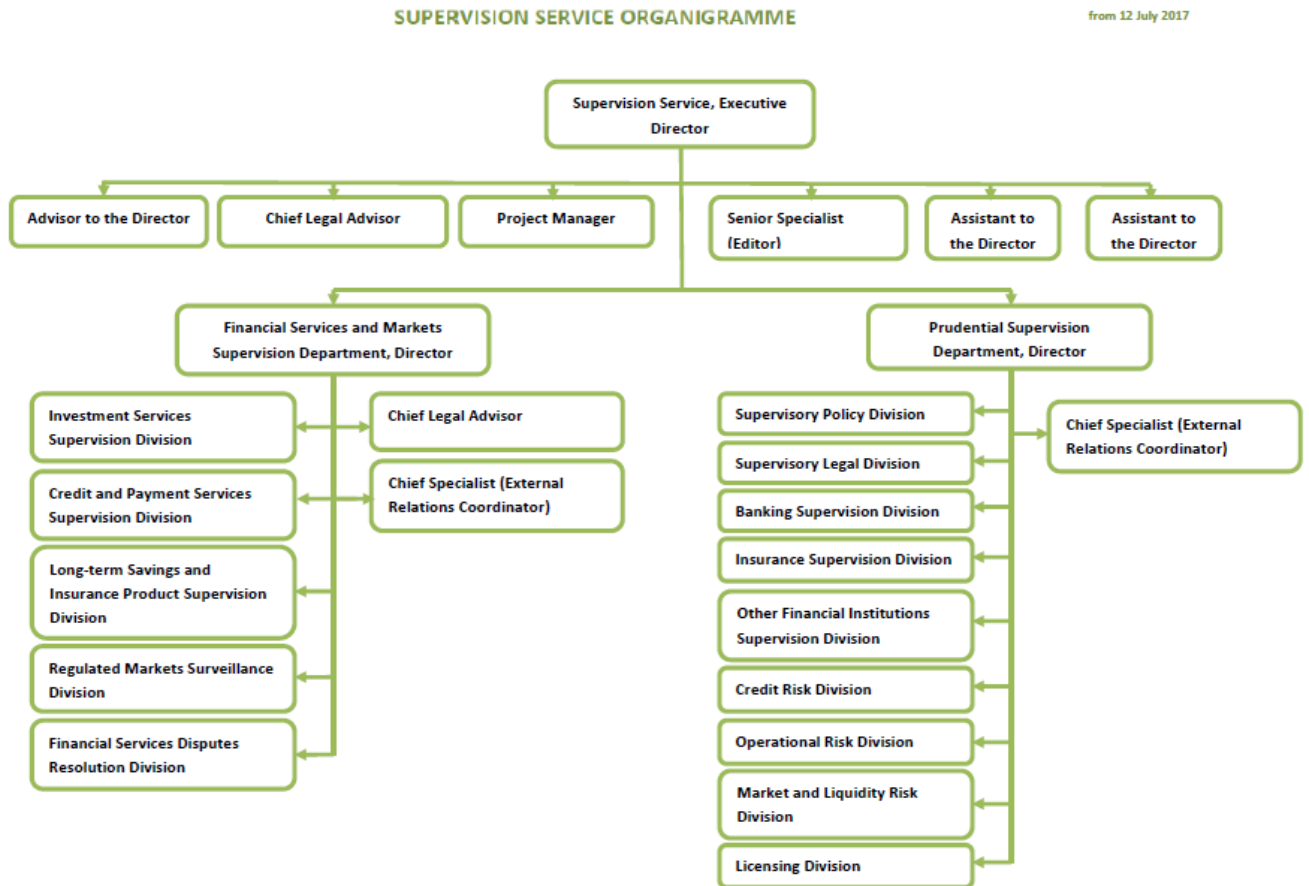 SUPERVISION SERVICE ORGANIGRAMME
from 12 July 2017
Supervision Service, Executive
Director
Advisor to the Director
Chief Legal Advisor
Project Manager
Senior Specialist
(Editor)
Assistant to
the Director
Assistant to
the Director
Financial Services and Markets
Supervision Department, Director
Investment Services
Supervision Division
Chief Legal Advisor
Credit and Payment Services
Supervision Division
Chief Specialist (External
Relations Coordinator)
Long-term Savings and
Insurance Product Supervision
Division
Regulated Markets Surveillance
Division
Financial Services Disputes
Resolution Division
Prudential Supervision
Department, Director
Supervisory Policy Division
Chief Specialist (External
Relations Coordinator)
Supervisory Legal Division
Banking Supervision Division
Insurance Supervision Division
Other Financial Institutions
Supervision Division
Credit Risk Division
Operational Risk Division
Market and Liquidity Risk
Division
Licensing Division